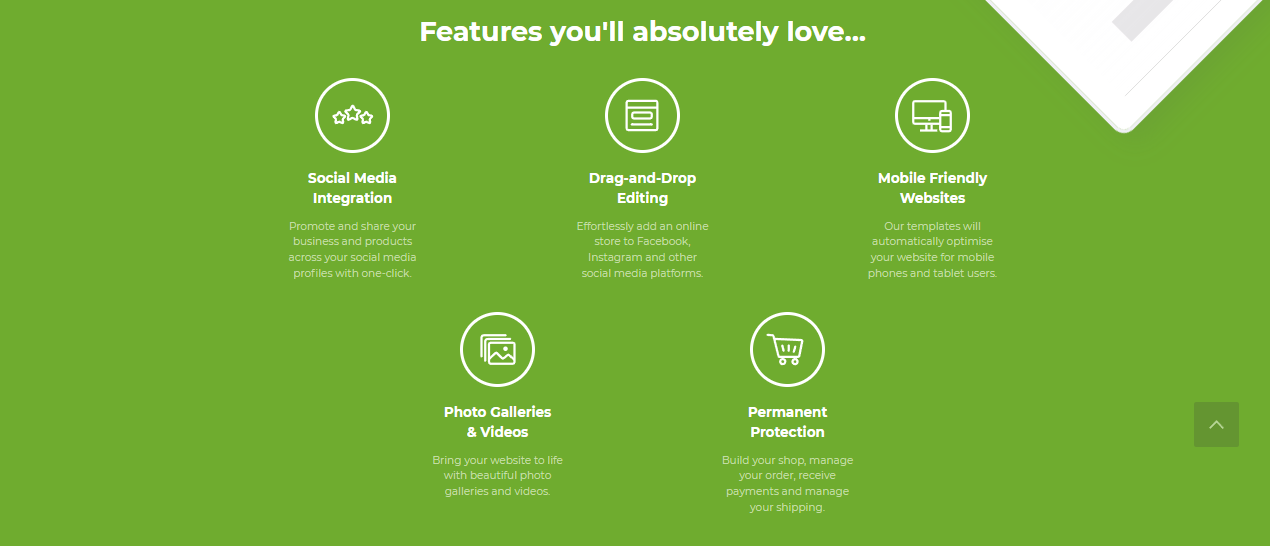 Features you'll absolutely love...
Social Media
Integration
Promote and share your
business and products
across your social media
profiles with one-click.
Drag-and-Drop
Editing
Effortlessly add an online
store to Facebook,
Instagram and other
social media platforms.
Mobile Friendly
Websites
Our templates will
automatically optimise
your website for mobile
phones and tablet users.
Photo Galleries
& Videos
Bring your website to life
with beautiful photo
galleries and videos.
Permanent
Protection
Build your shop, manage
your order, receive
payments and manage
your shipping.